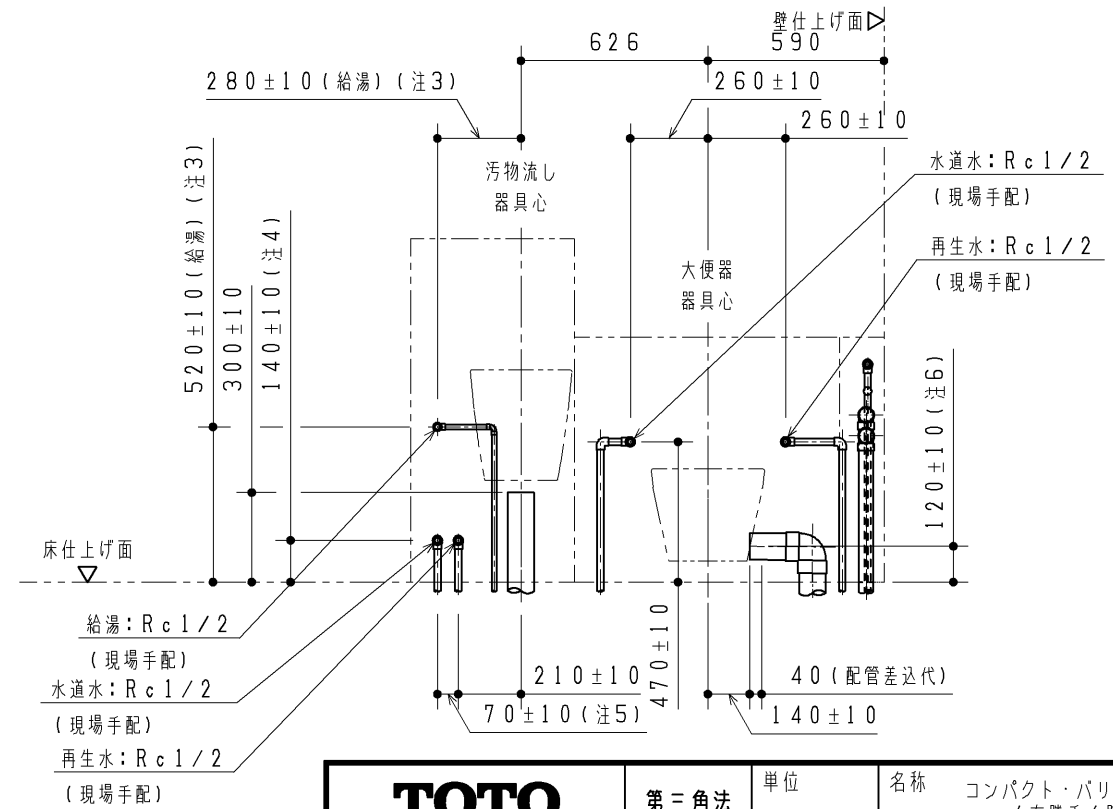 壁仕上げ面
626
590
280±10(給湯)(注3)
260±10
260±10
汚物流し
器具心
水道水:Rc1/2
(現場手配)
再生水:Rc1/2
(現場手配)
大便器
器具心
520±10(給湯)(注3)
300±10
140±10(注4)
120±10(注6)
床仕上げ面
給湯:Rc1/2
(現場手配)
水道水:Rc1/2
(現場手配)
再生水:Rc1/2
(現場手配)
210±10
70±10(注5)
470±10
40(配管差込代)
140±10
TOTO
第三角法
単位
名称
コンパクト・バリ